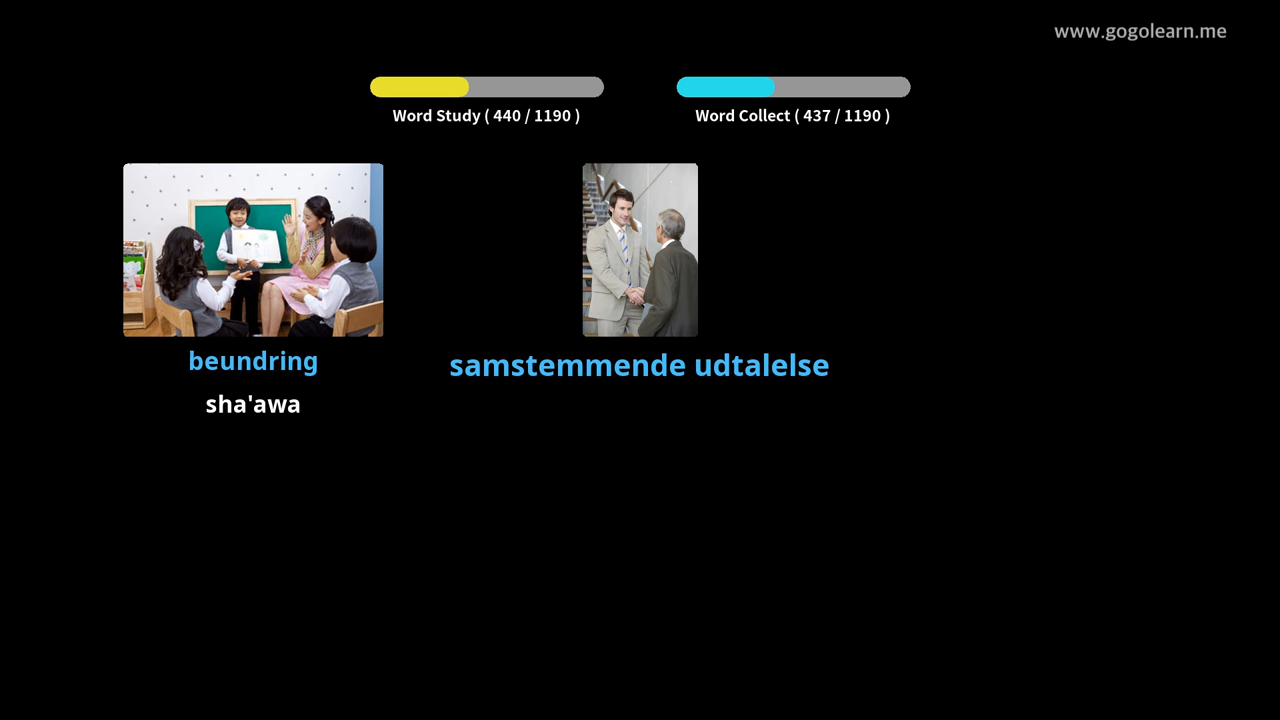 www.gogolearn.me
Word Study ( 440 / 1190 )
Word Collect ( 437 / 1190 )
beundring
sha'awa
samstemmende udtalelse